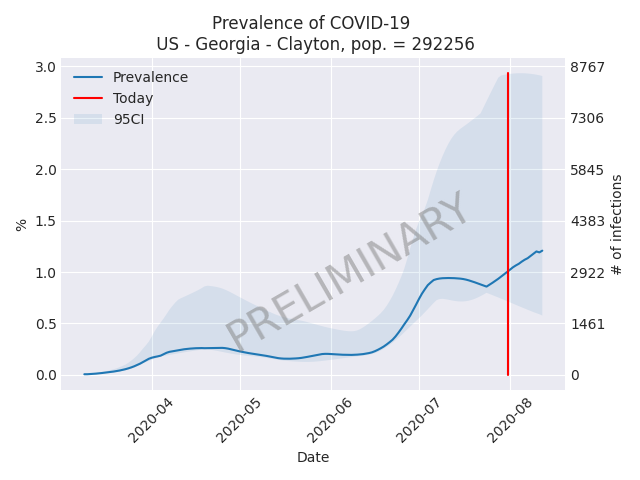 Prevalence of COVID-19
US - Georgia - Clayton, pop. = 292256
Prevalence
Today
95CI
3.0
2.5
2.0
1.5
1.0
0.5
0.0
%
8767
7306
5845
4383
2922
1461
0
# of infections
PRELIMINARY
2020-04
2020-05
2020-06
2020-07
2020-08
Date